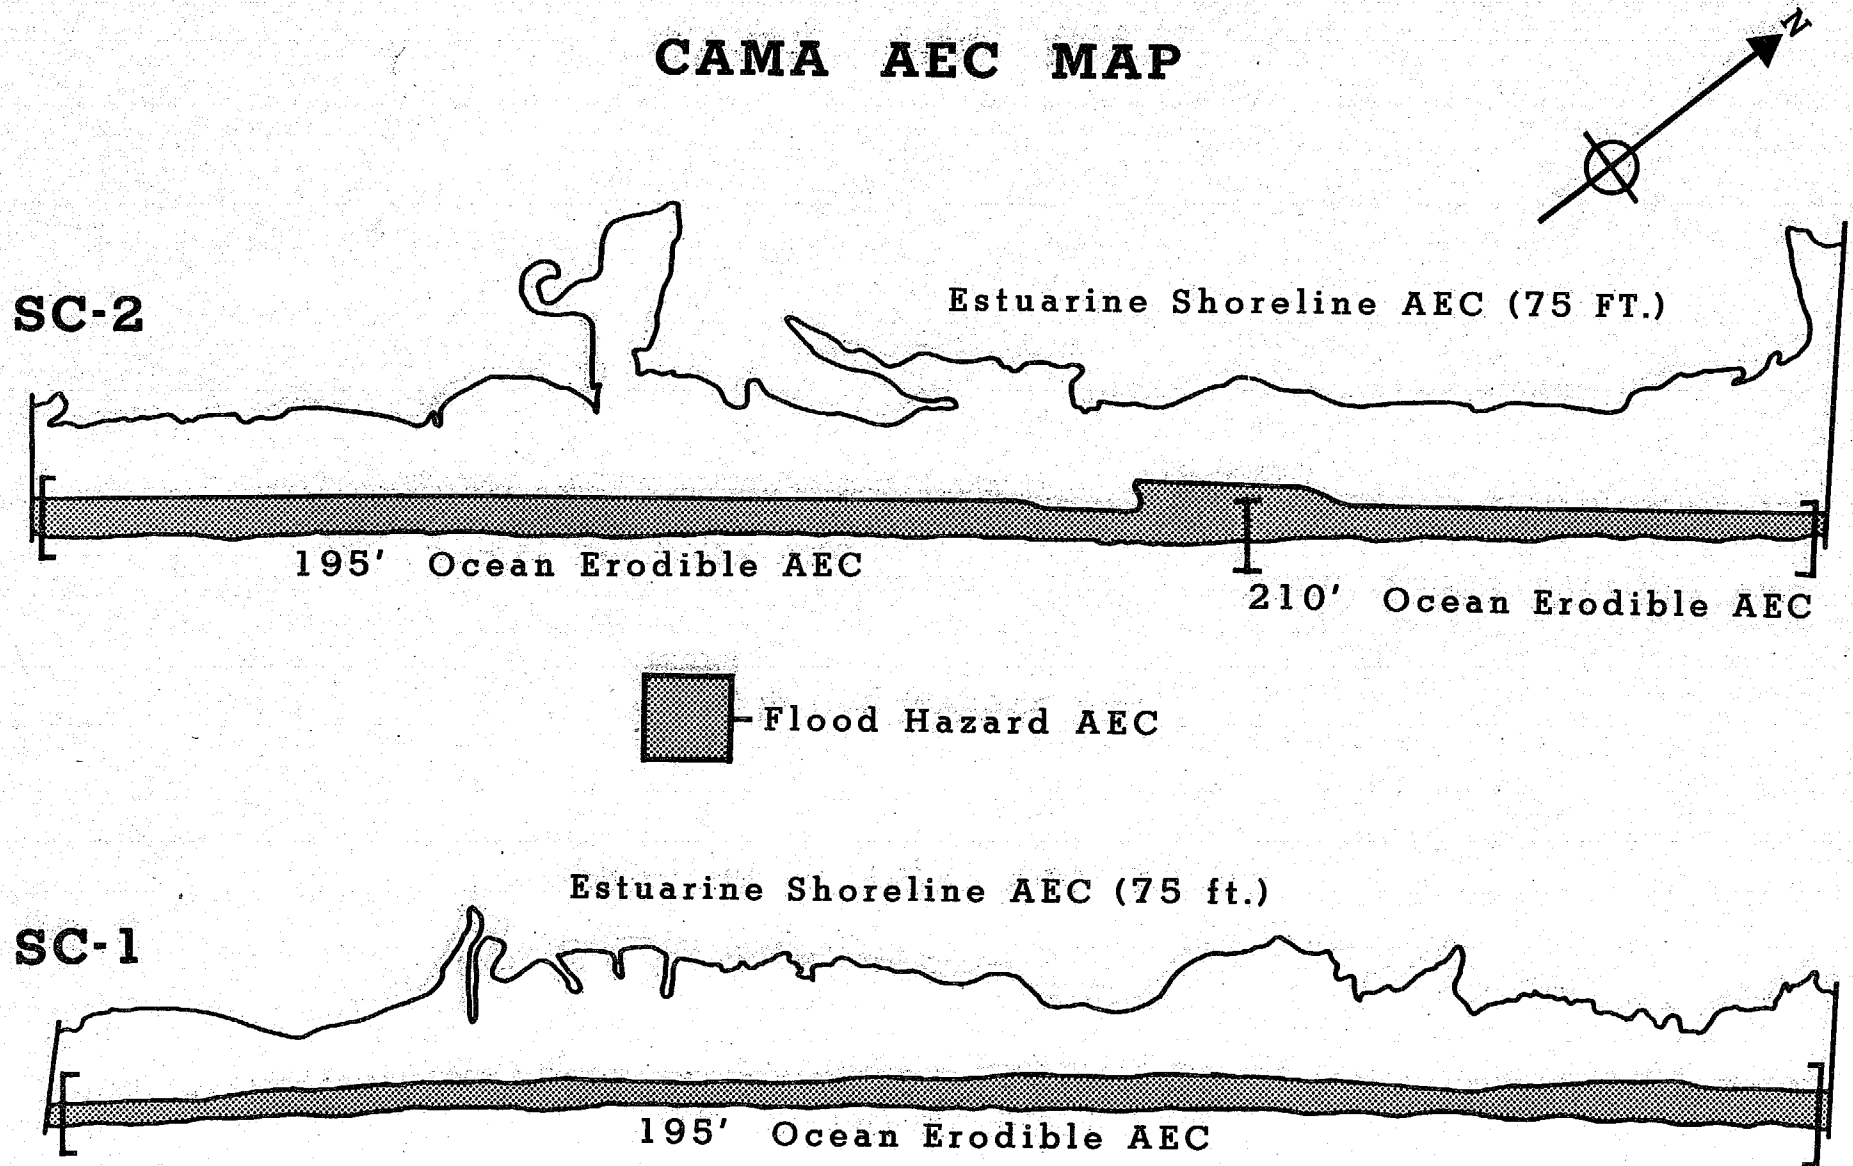 CAMA AEC MAP
N
SC-2
Estuarine Shoreline AEC (75 FT.)
195' Ocean Erodible AEC
210' Ocean Erodible AEC
Flood Hazard AEC
Estuarine Shoreline AEC (75 ft.)
SC-1
195' Ocean Erodible AEC